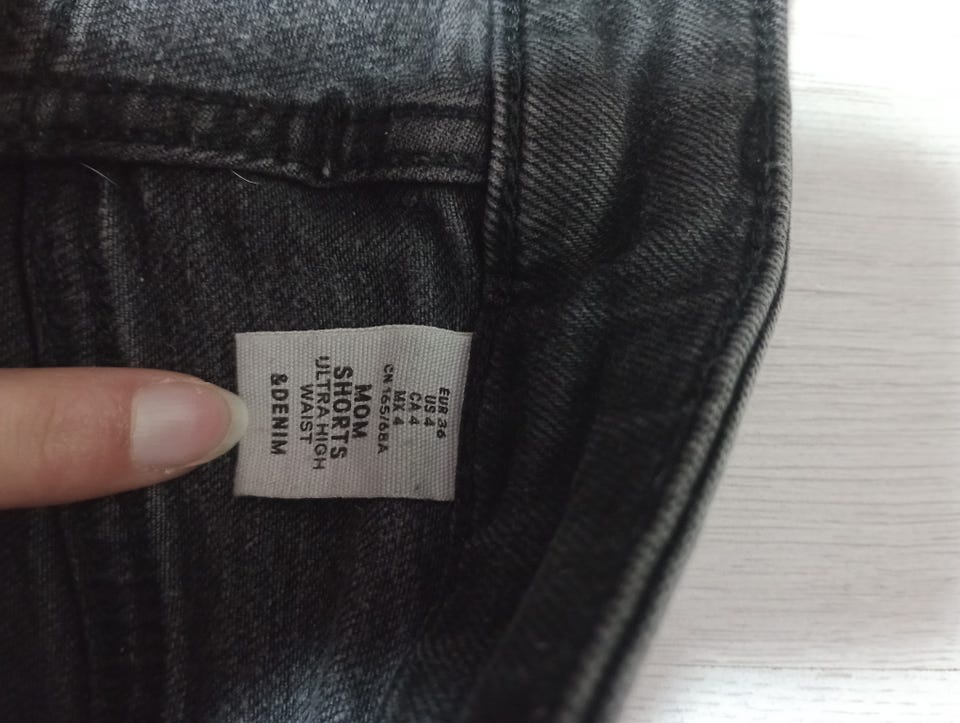 EUR 36
US 4
CA 4
MX 4
CN 165/68A
MOM
SHORTS
ULTRA HIGH
WAIST
&DENIM